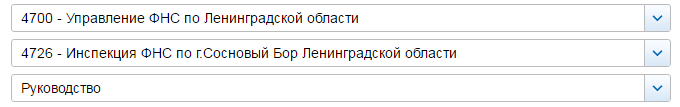 4700 - Управление ФНС по Ленинградской области
4726 - Инспекция ФНС по г.Сосновый Бор Ленинградской области
Руководство